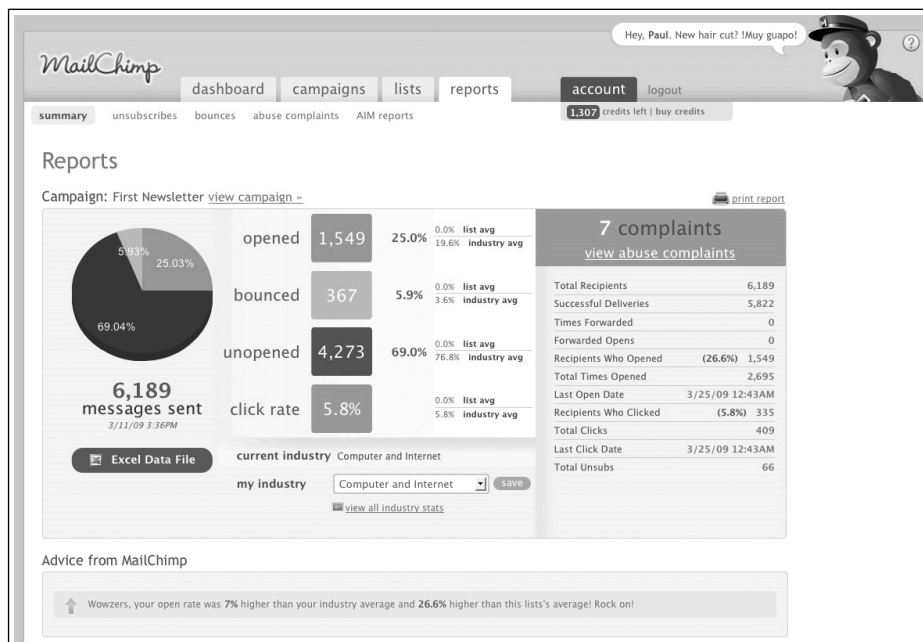 Hey, Paul. New hair cut? !Muy guapo!
?
MailChimp
M
dashboard campaigns lists reports account logout
1,307 credits left | buy credits
summary unsubscribes bounces abuse complaints AIM reports
Reports
Campaign: First Newsletter view campaign »
print report
5.93%
25.03%
69.04%
6,189
messages sent
3/11/09 3:36PM
Excel Data File
opened 1,549 25.0%
0.0% list avg
19.6% industry avg
bounced 367 5.9%
0.0% list avg
3.6% industry avg
unopened 4,273 69.0%
0.0% list avg
76.8% industry avg
click rate 5.8%
0.0% list avg
5.8% industry avg
current industry Computer and Internet
my industry Computer and Internet save
view all industry stats
7 complaints
view abuse complaints
Total Recipients 6,189
Successful Deliveries 5,822
Times Forwarded 0
Forwarded Opens 0
Recipients Who Opened (26.6%) 1,549
Total Times Opened 2,695
Last Open Date 3/25/09 12:43AM
Recipients Who Clicked (5.8%) 335
Total Clicks 409
Last Click Date 3/25/09 12:43AM
Total Unsubs 66
Advice from MailChimp
Wowzers, your open rate was 7% higher than your industry average and 26.6% higher than this lists's average! Rock on!